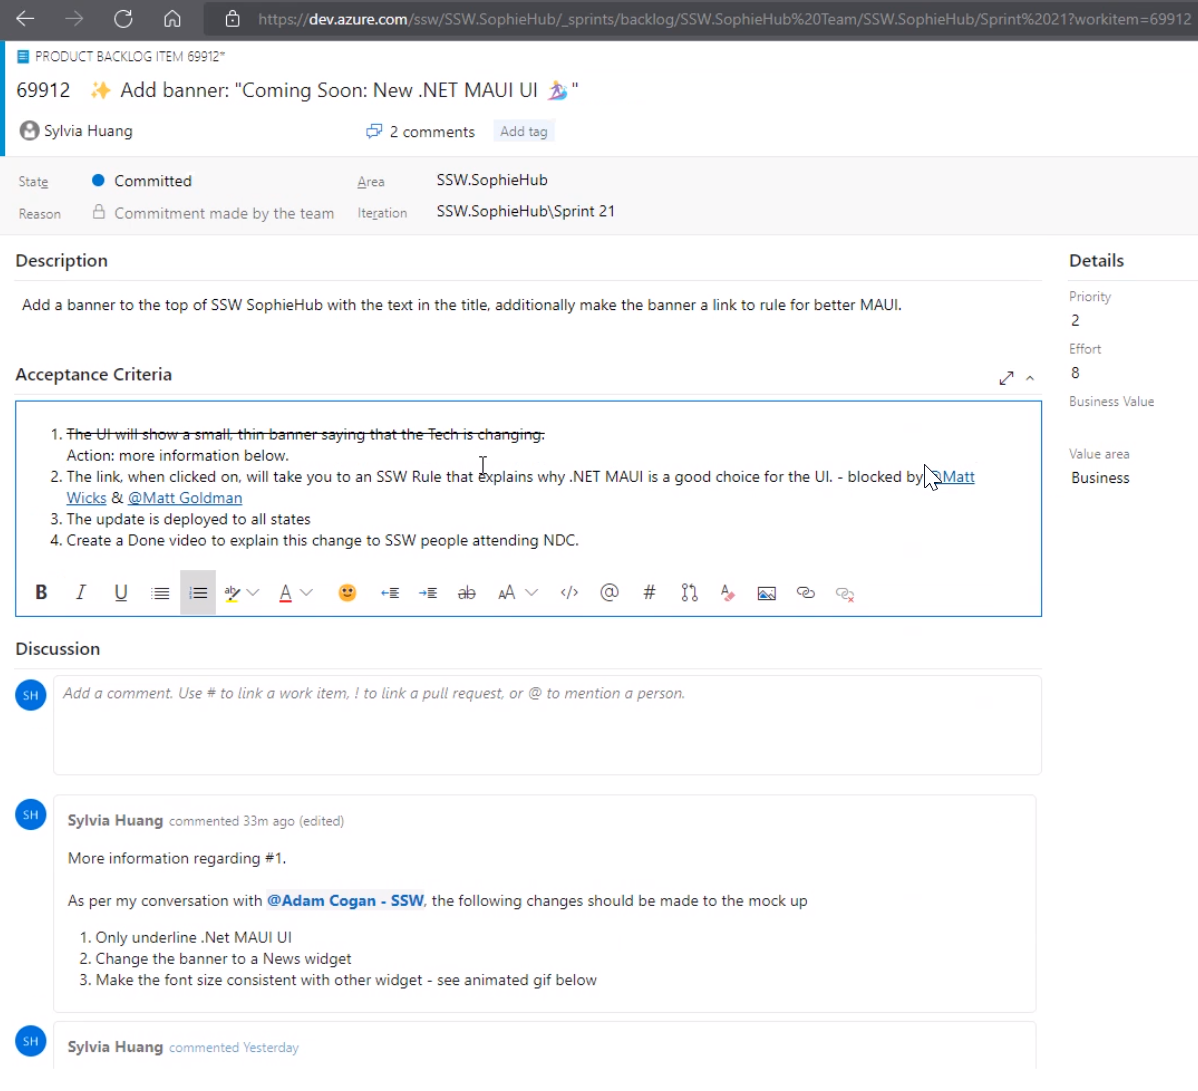 https://dev.azure.com/ssw/SSW.SophieHub/_sprints/backlog/SSW.SophieHub%20Team/SSW.SophieHub/Sprint%2021?workitem=69912
PRODUCT BACKLOG ITEM 69912*
69912 ✨ Add banner: "Coming Soon: New .NET MAUI UI 🏄 "
Sylvia Huang 2 comments Add tag
State Committed Area SSW.SophieHub
Reason Commitment made by the team Iteration SSW.SophieHub\Sprint 21
Description
Add a banner to the top of SSW SophieHub with the text in the title, additionally make the banner a link to rule for better MAUI.
Details
Priority
2
Effort
8
Business Value
Value area
Business
Acceptance Criteria
1. The UI will show a small, thin banner saying that the Tech is changing.
Action: more information below.
2. The link, when clicked on, will take you to an SSW Rule that explains why .NET MAUI is a good choice for the UI. - blocked by @Matt
Wicks & @Matt Goldman
3. The update is deployed to all states
4. Create a Done video to explain this change to SSW people attending NDC.
B I U ab A ab AA </> @ # A
Discussion
SH Add a comment. Use # to link a work item, ! to link a pull request, or @ to mention a person.
SH Sylvia Huang commented 33m ago (edited)
More information regarding #1.
As per my conversation with @Adam Cogan - SSW, the following changes should be made to the mock up
1. Only underline .Net MAUI UI
2. Change the banner to a News widget
3. Make the font size consistent with other widget - see animated gif below
SH Sylvia Huang commented Yesterday